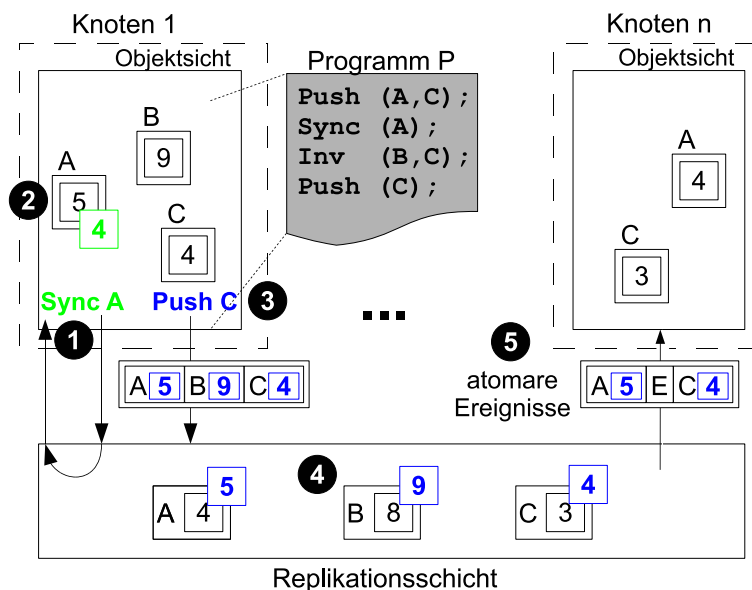 Knoten 1
Objektsicht
Programm P
Knoten n
Objektsicht
Push (A,C);
Sync (A);
Inv (B,C);
Push (C);
B
9
A
5
4
2
C
4
A
4
C
3
Sync A
Push C
3
1
...
5
atomare
Ereignisse
A 5 B 9 C 4
A 5 E C 4
4
5
A 4
9
B 8
4
C 3
Replikationsschicht